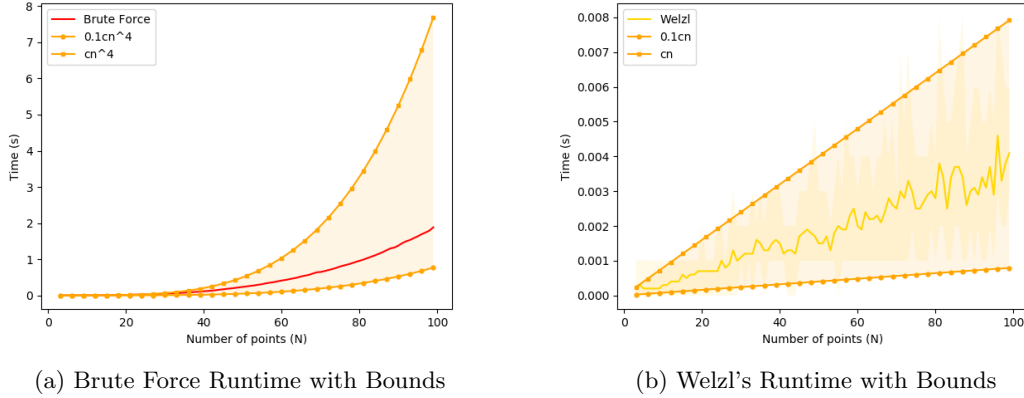 Brute Force
0.1cn^4
cn^4
8
7
6
5
4
3
2
1
0
Time (s)
0 20 40 60 80 100
Number of points (N)
(a) Brute Force Runtime with Bounds
Welzl
0.1cn
cn
0.008
0.007
0.006
0.005
0.004
0.003
0.002
0.001
0.000
Time (s)
0 20 40 60 80 100
Number of points (N)
(b) Welzl's Runtime with Bounds